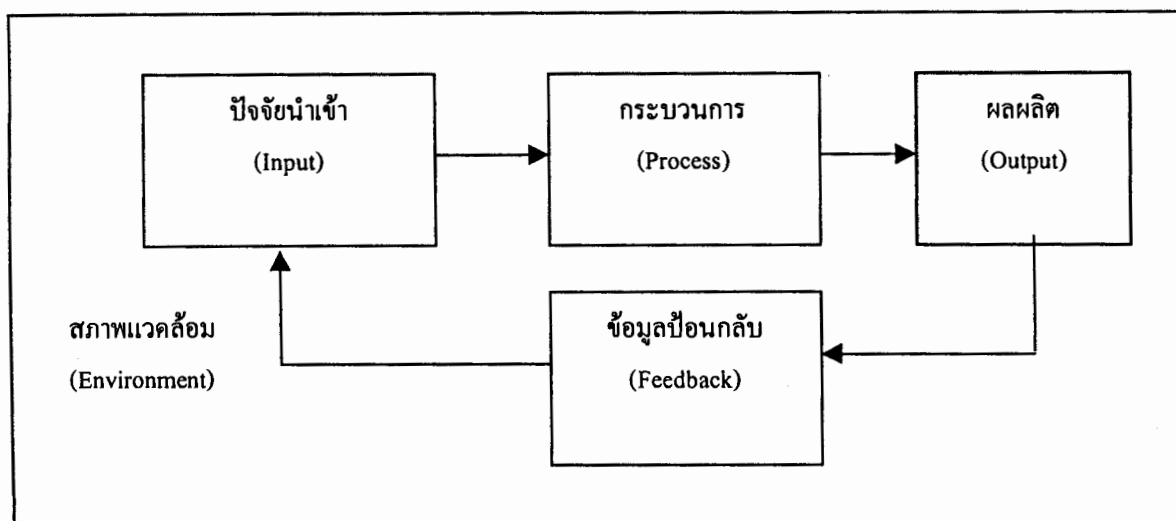 ปัจจัยนำเข้า
(Input)
กระบวนการ
(Process)
ผลผลิต
(Output)
สภาพแวคล้อม
(Environment)
ข้อมูลป้อนกลับ
(Feedback)